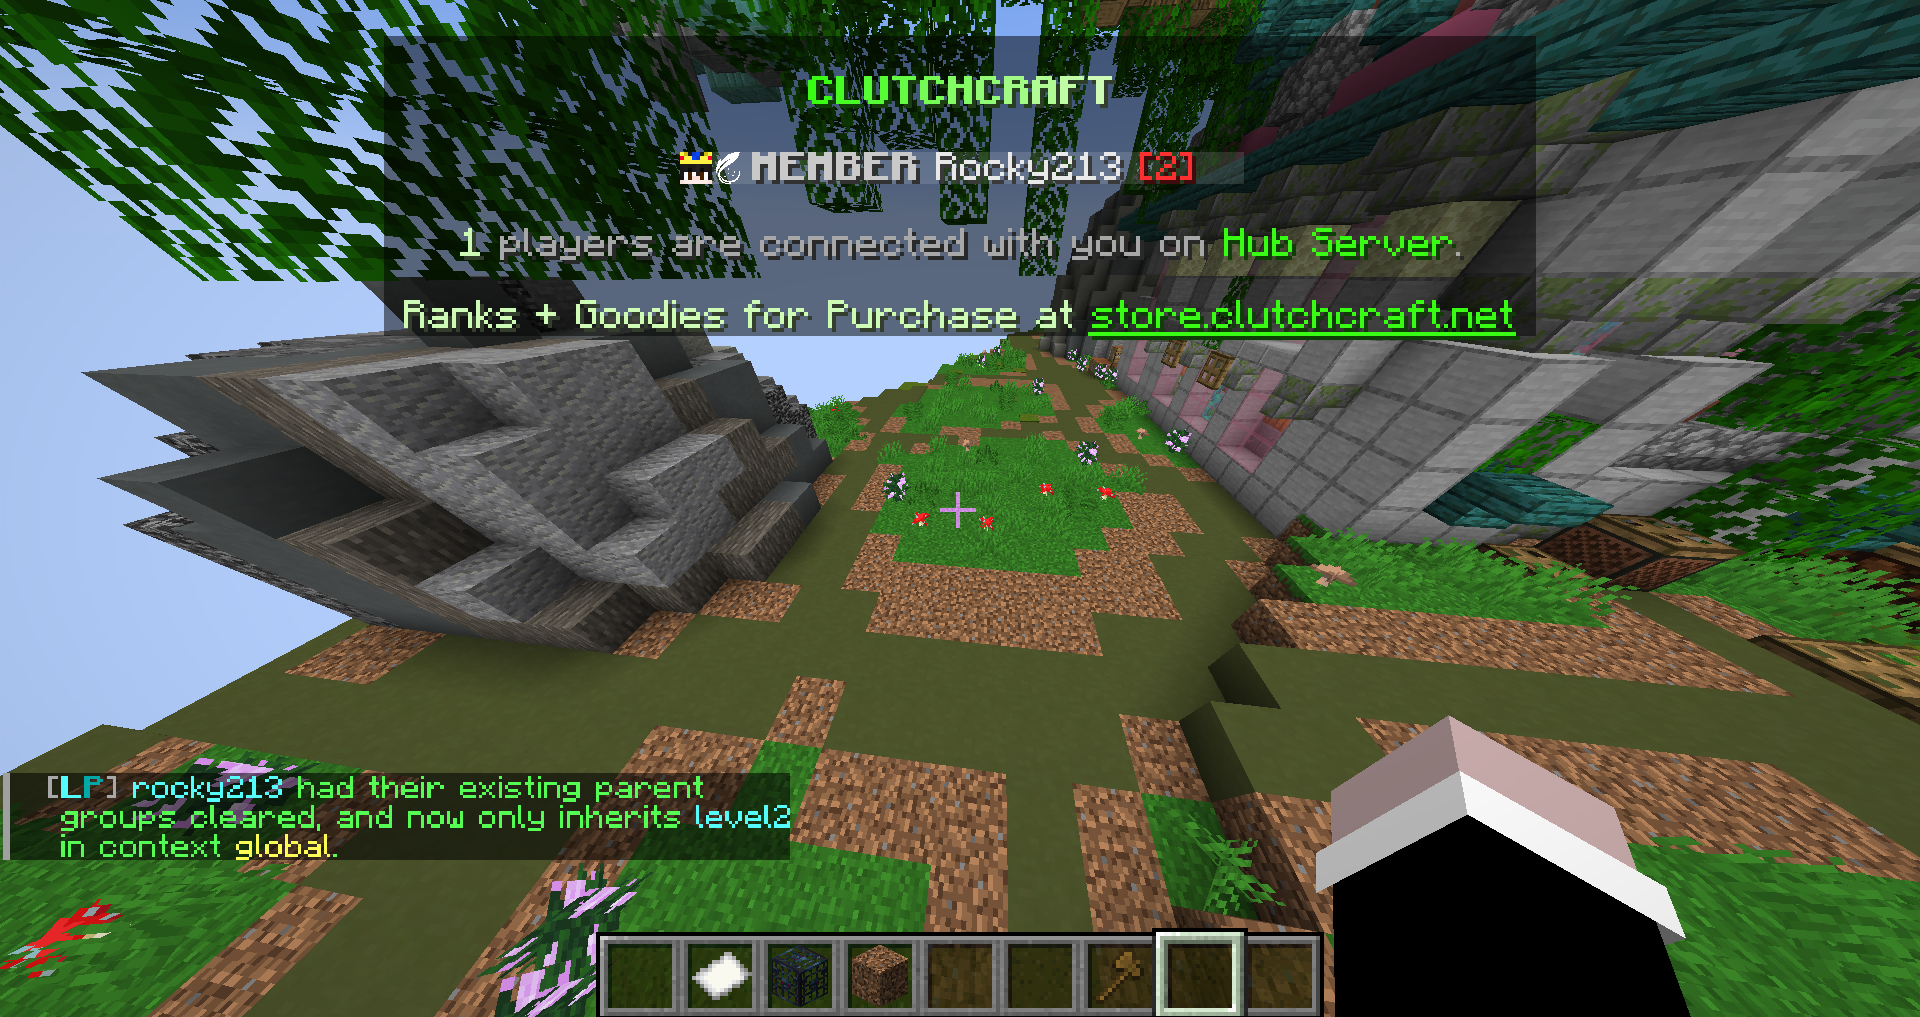 CLUTCHCRAFT
MEMBER Rocky213 [2]
1 players are connected with you on Hub Server.
Ranks + Goodies for Purchase at store.clutchcraft.net
[LP] rocky213 had their existing parent
groups cleared, and now only inherits level2
in context global.